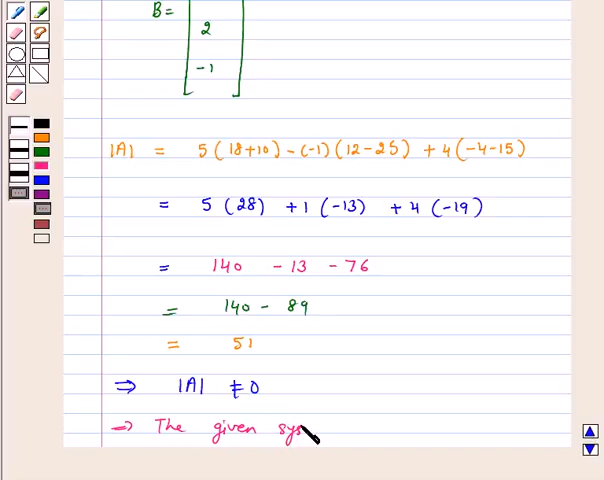 B =
2
-1
|A| = 5 (18+10) - (-1) (12-25) + 4 (-4-15)
= 5 (28) + 1 (-13) + 4 (-19)
= 140 - 13 - 76
= 140 - 89
= 51
⇒ |A| ≠ 0
⇒ The given sys